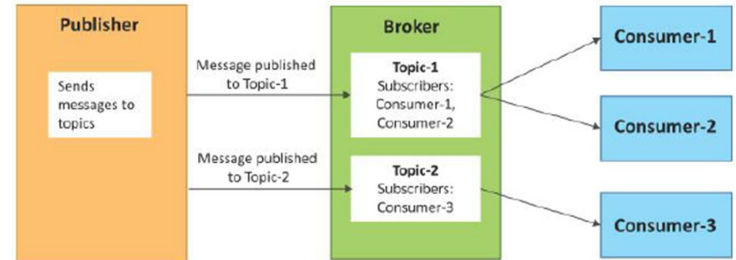 Publisher
Sends
messages to
topics
Message published
to Topic-1
Message published
to Topic-2
Broker
Topic-1
Subscribers:
Consumer-1,
Consumer-2
Topic-2
Subscribers:
Consumer-3
Consumer-1
Consumer-2
Consumer-3